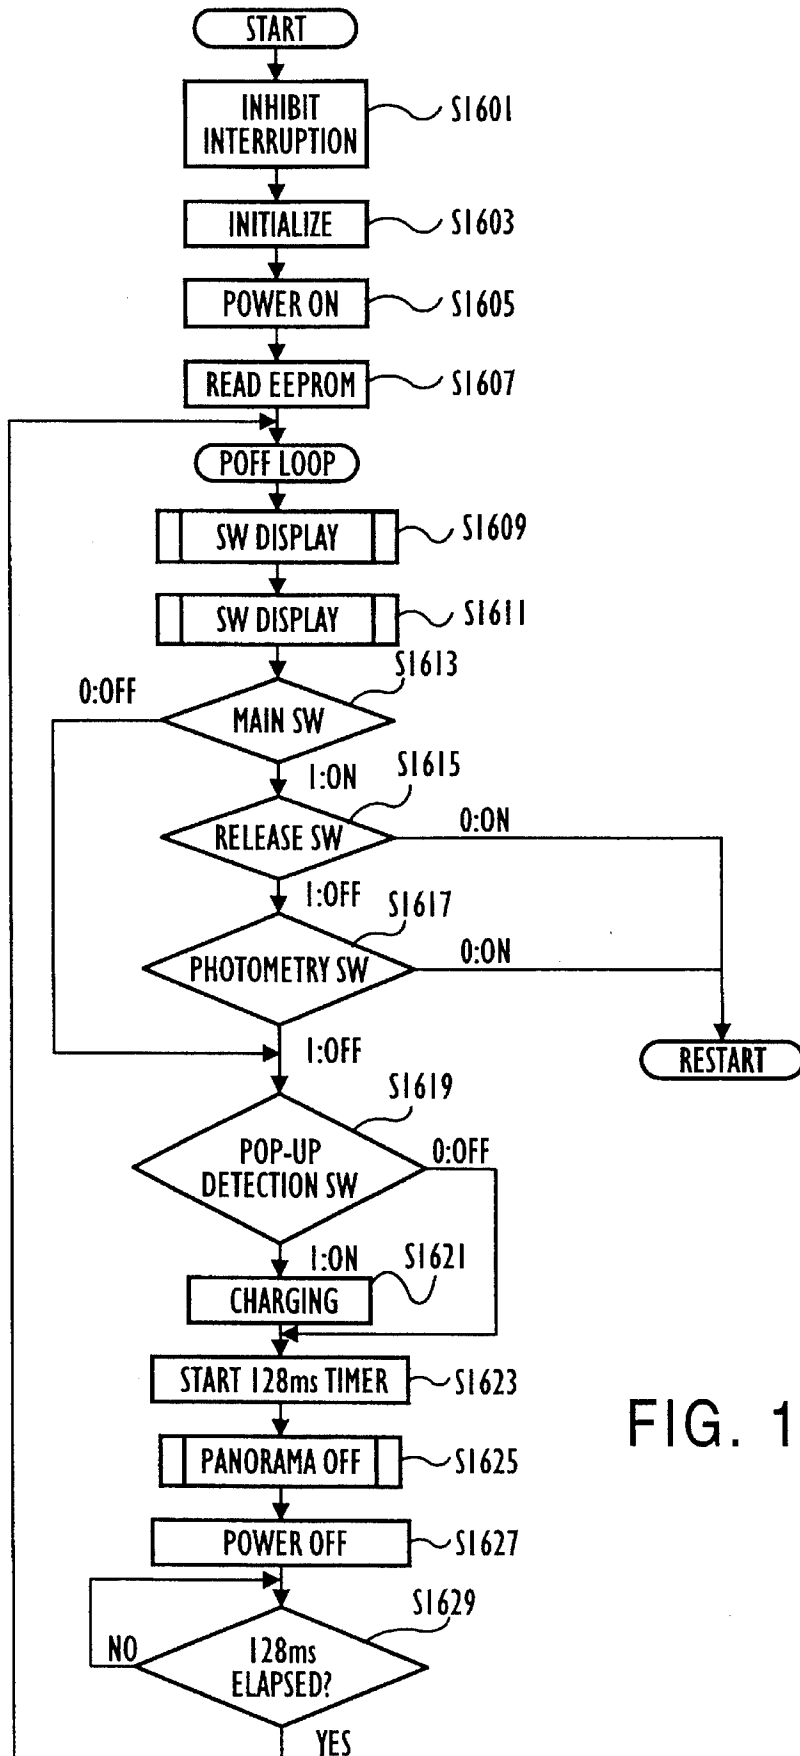 START
INHIBIT
INTERRUPTION
S1601
INITIALIZE
S1603
POWER ON
S1605
READ EEPROM
S1607
POFF LOOP
SW DISPLAY
S1609
SW DISPLAY
S1611
S1613
0:OFF
MAIN SW
1:ON
S1615
RELEASE SW
0:ON
1:OFF
S1617
PHOTOMETRY SW
0:ON
1:OFF
RESTART
S1619
POP-UP
DETECTION SW
0:OFF
1:ON
S1621
CHARGING
START 128ms TIMER
S1623
FIG. 1
PANORAMA OFF
S1625
POWER OFF
S1627
S1629
NO
128ms
ELAPSED?
YES